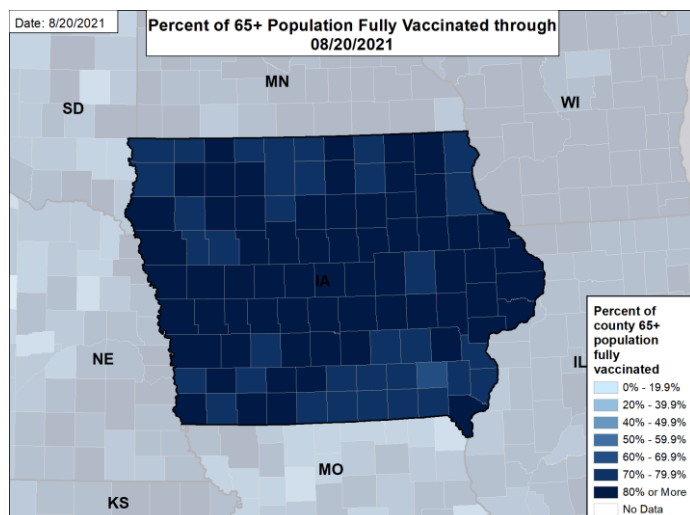 Date: 8/20/2021
Percent of 65+ Population Fully Vaccinated through
08/20/2021
MN
SD
WI
IA
NE
IL
MO
KS
Percent of
county 65+
population
fully
vaccinated
0% - 19.9%
20% - 39.9%
40% - 49.9%
50% - 59.9%
60% - 69.9%
70% - 79.9%
80% or More
No Data